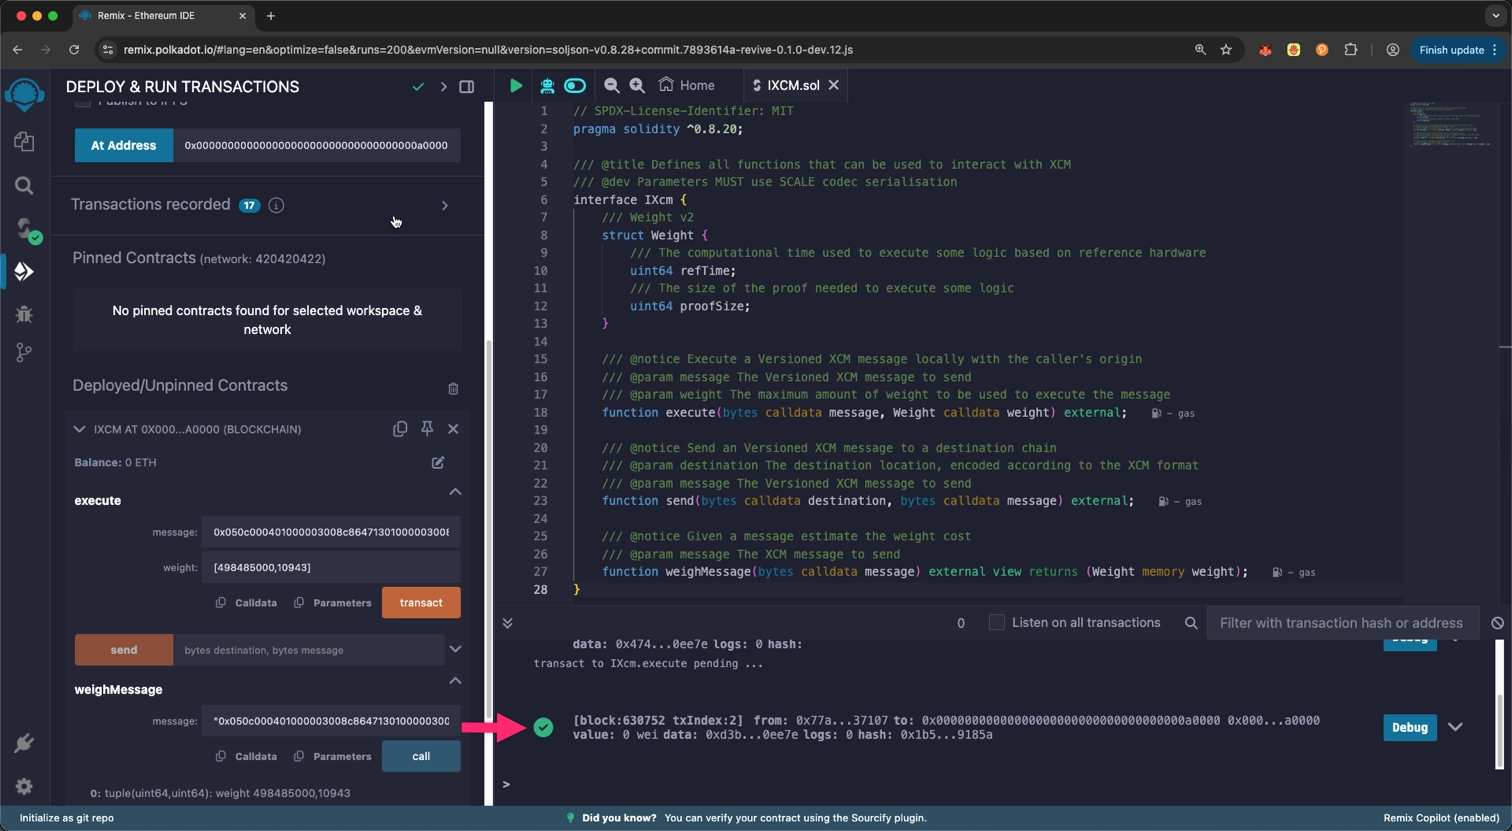 Remix - Ethereum IDE
remix.polkadot.io/#lang=en&optimize=false&runs=200&evmVersion=null&version=soljson-v0.8.28+commit.7893614a-revive-0.1.0-dev.12.js
Finish update
DEPLOY & RUN TRANSACTIONS
Home
IXCM.sol
At Address
0x00000000000000000000000000000000000a0000
Transactions recorded 17
Pinned Contracts (network: 420420422)
No pinned contracts found for selected workspace &
network
Deployed/Unpinned Contracts
IXCM AT 0X000...A0000 (BLOCKCHAIN)
Balance: 0 ETH
execute
message: 0x050c000401000003008c86471301000003008
weight: [498485000,10943]
Calldata Parameters transact
send bytes destination, bytes message
weighMessage
message: "0x050c000401000003008c8647130100000300
Calldata Parameters call
0: tuple(uint64,uint64): weight 498485000,10943
1 // SPDX-License-Identifier: MIT
2 pragma solidity ^0.8.20;
3
4 /// @title Defines all functions that can be used to interact with XCM
5 /// @dev Parameters MUST use SCALE codec serialisation
6 interface IXcm {
7 /// Weight v2
8 struct Weight {
9 /// The computational time used to execute some logic based on reference hardware
10 uint64 refTime;
11 /// The size of the proof needed to execute some logic
12 uint64 proofSize;
13 }
14
15 /// @notice Execute a Versioned XCM message locally with the caller's origin
16 /// @param message The Versioned XCM message to send
17 /// @param weight The maximum amount of weight to be used to execute the message
18 function execute(bytes calldata message, Weight calldata weight) external; - gas
19
20 /// @notice Send an Versioned XCM message to a destination chain
21 /// @param destination The destination location, encoded according to the XCM format
22 /// @param message The Versioned XCM message to send
23 function send(bytes calldata destination, bytes calldata message) external; - gas
24
25 /// @notice Given a message estimate the weight cost
26 /// @param message The XCM message to send
27 function weighMessage(bytes calldata message) external view returns (Weight memory weight); - gas
28 }
0 Listen on all transactions Filter with transaction hash or address
data: 0x474...0ee7e logs: 0 hash:
transact to IXcm.execute pending ...
[block:630752 txIndex:2] from: 0x77a...37107 to: 0x00000000000000000000000000000000000a0000 0x000...a0000
value: 0 wei data: 0xd3b...0ee7e logs: 0 hash: 0x1b5...9185a
Debug
>
Initialize as git repo
Did you know? You can verify your contract using the Sourcify plugin.
Remix Copilot (enabled)